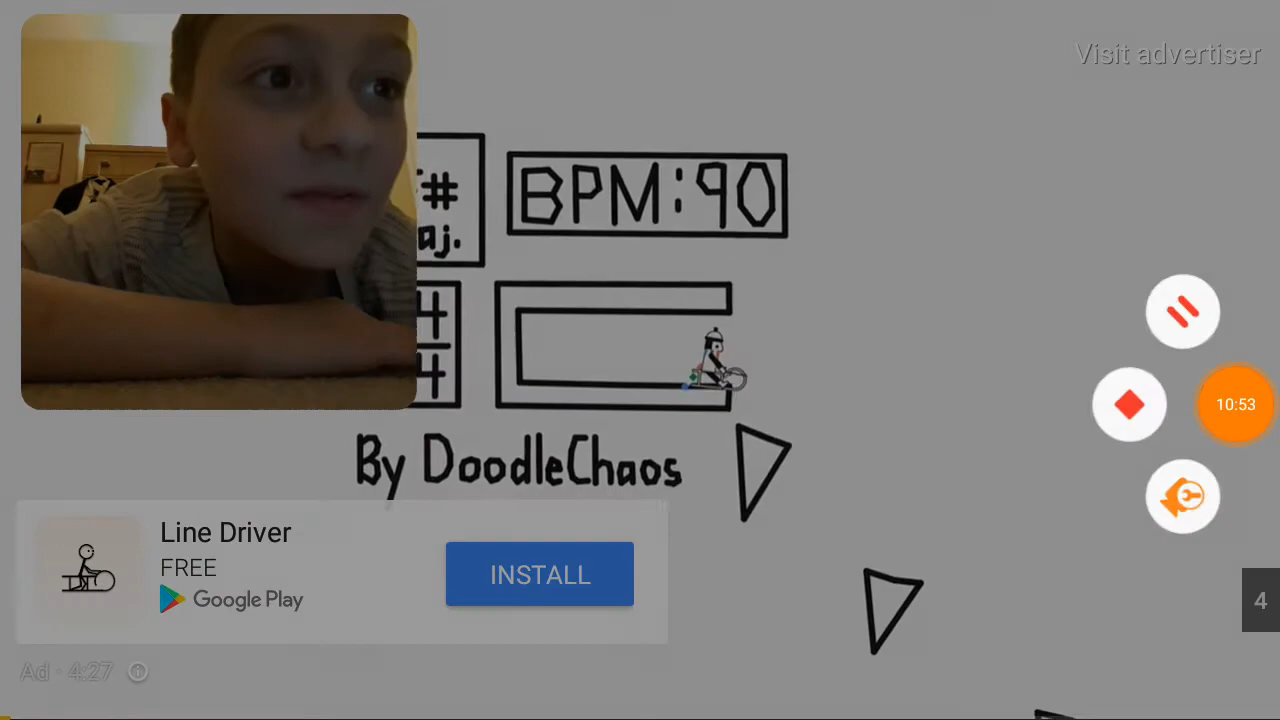 Visit advertiser
#
aj.
BPM:90
4
4
By DoodleChaos
10:53
Line Driver
FREE
Google Play
INSTALL
4
Ad · 4:27